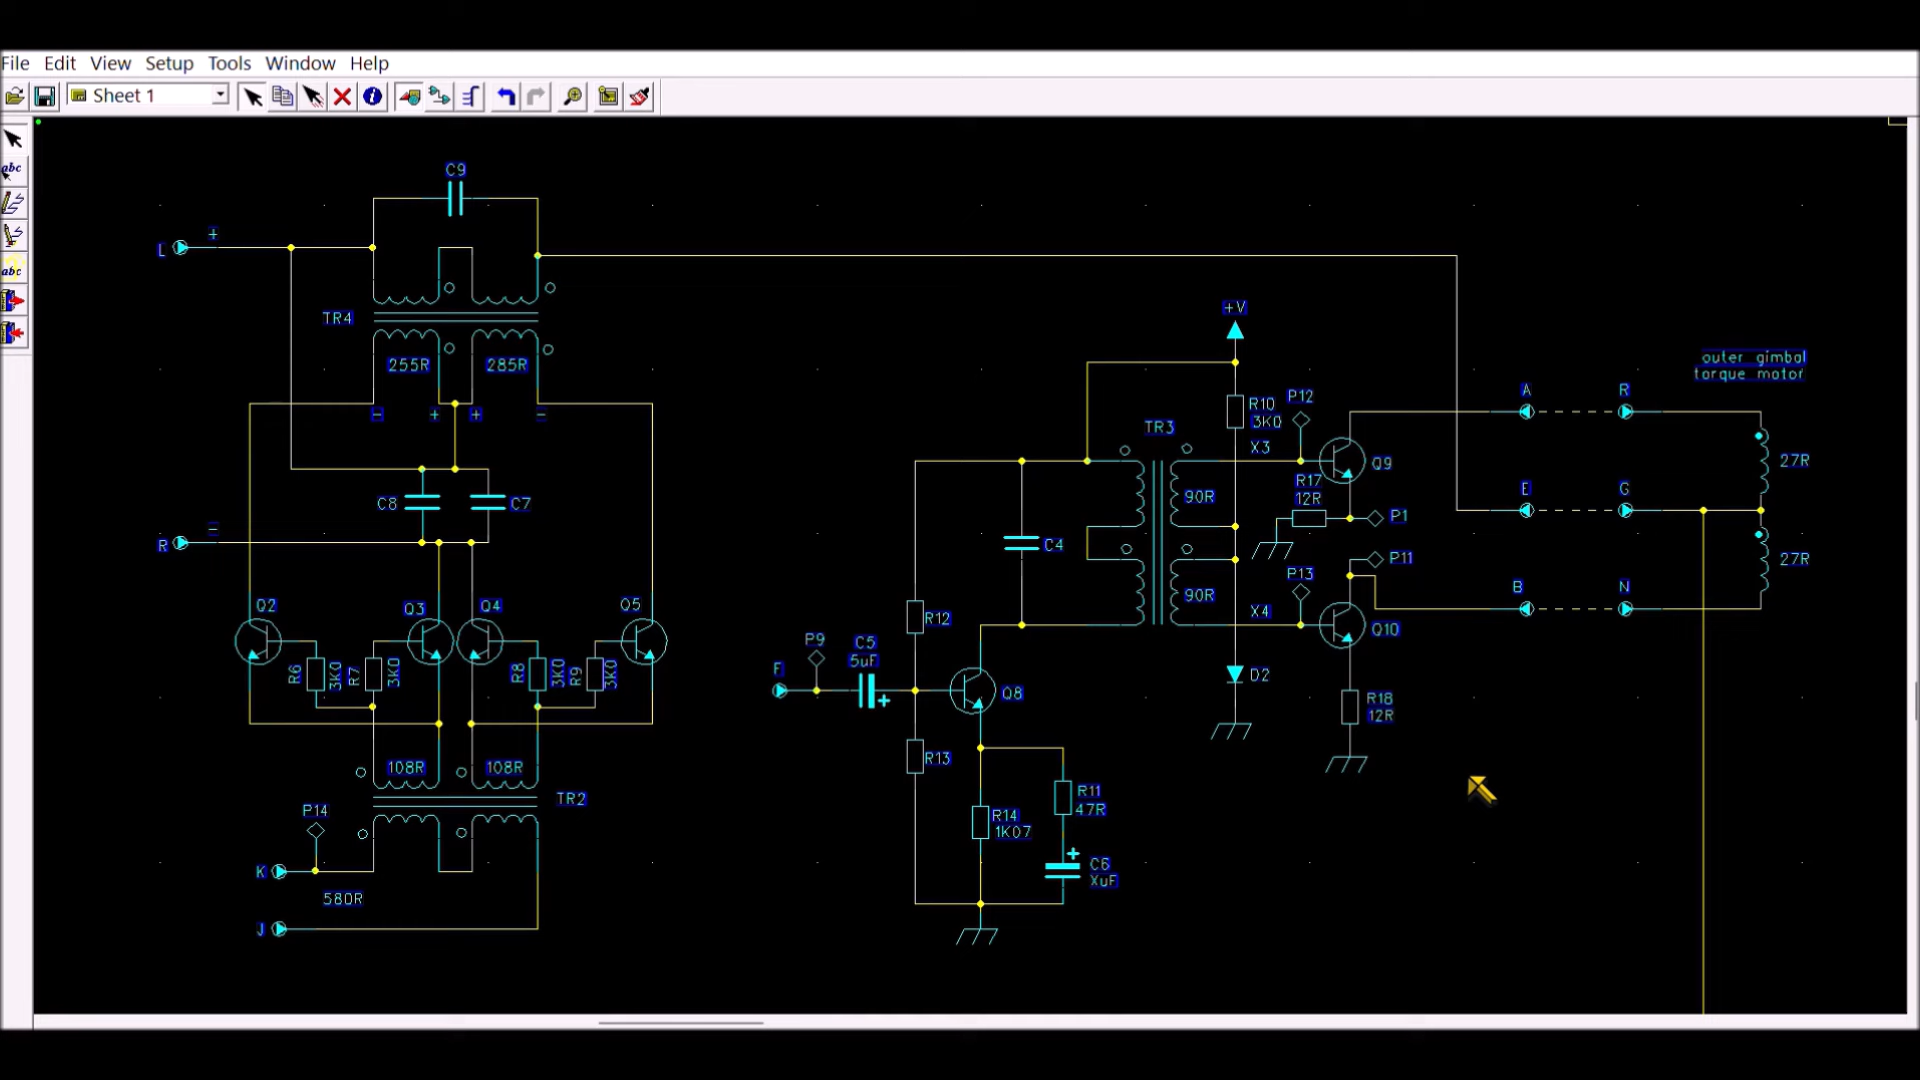 File Edit View Setup Tools Window Help
Sheet 1
abc
abc
C9
L
+
TR4
255R
285R
-
+
+
-
C8
C7
R
=
Q2
Q3
Q4
Q5
R6
3K0
R7
3K0
R8
3K0
R9
3K0
108R
108R
TR2
P14
K
580R
J
F
P9
C5
5uF
+
R12
R13
Q8
R14
1K07
R11
47R
+
C6
XuF
C4
TR3
90R
90R
+V
R10
3K0
X3
P12
Q9
R17
12R
P1
P11
P13
X4
Q10
D2
R18
12R
A
R
E
G
B
N
outer gimbal
torque motor
27R
27R